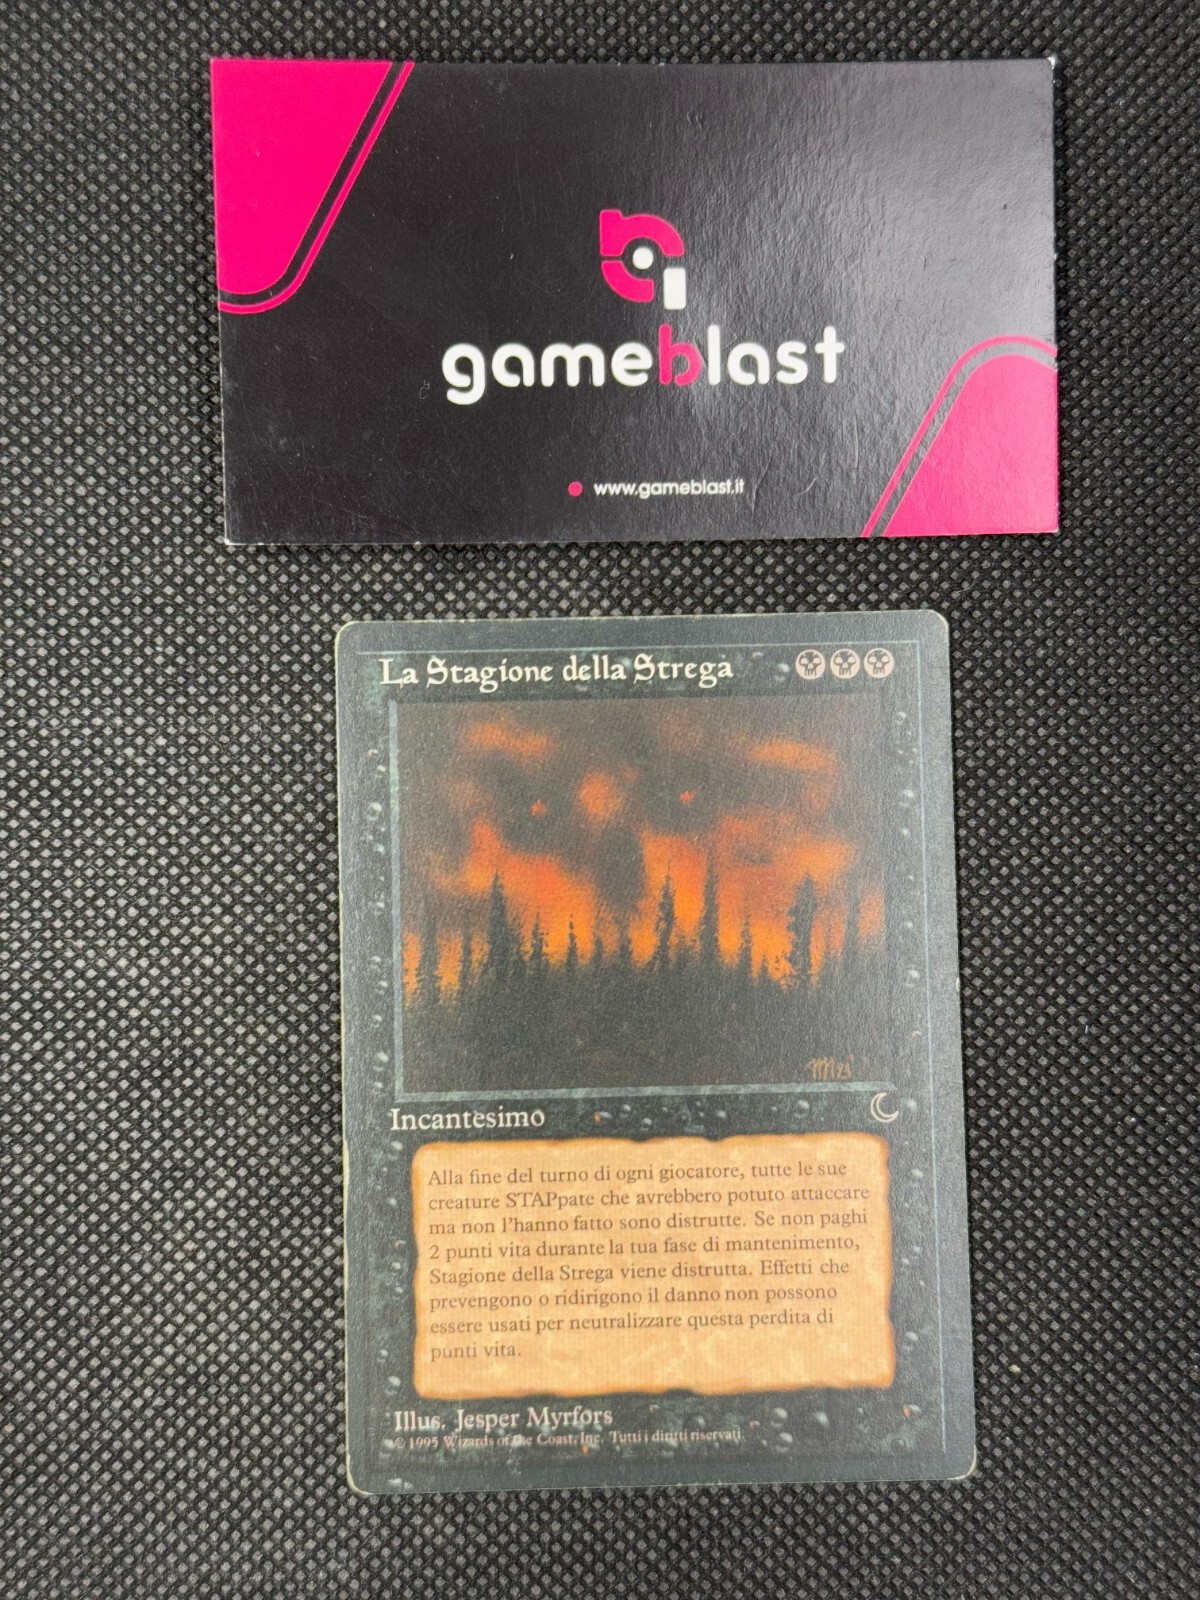 gameblast
www.gameblast.it
La Stagione della Strega
Incantesimo
Alla fine del turno di ogni giocatore, tutte le sue
creature STAPpate che avrebbero potuto attaccare
ma non l'hanno fatto sono distrutte. Se non paghi
2 punti vita durante la tua fase di mantenimento,
Stagione della Strega viene distrutta. Effetti che
prevengono o ridirigono il danno non possono
essere usati per neutralizzare questa perdita di
punti vita.
Illus. Jesper Myrfors
© 1995 Wizards of the Coast, Inc. Tutti i diritti riservati.